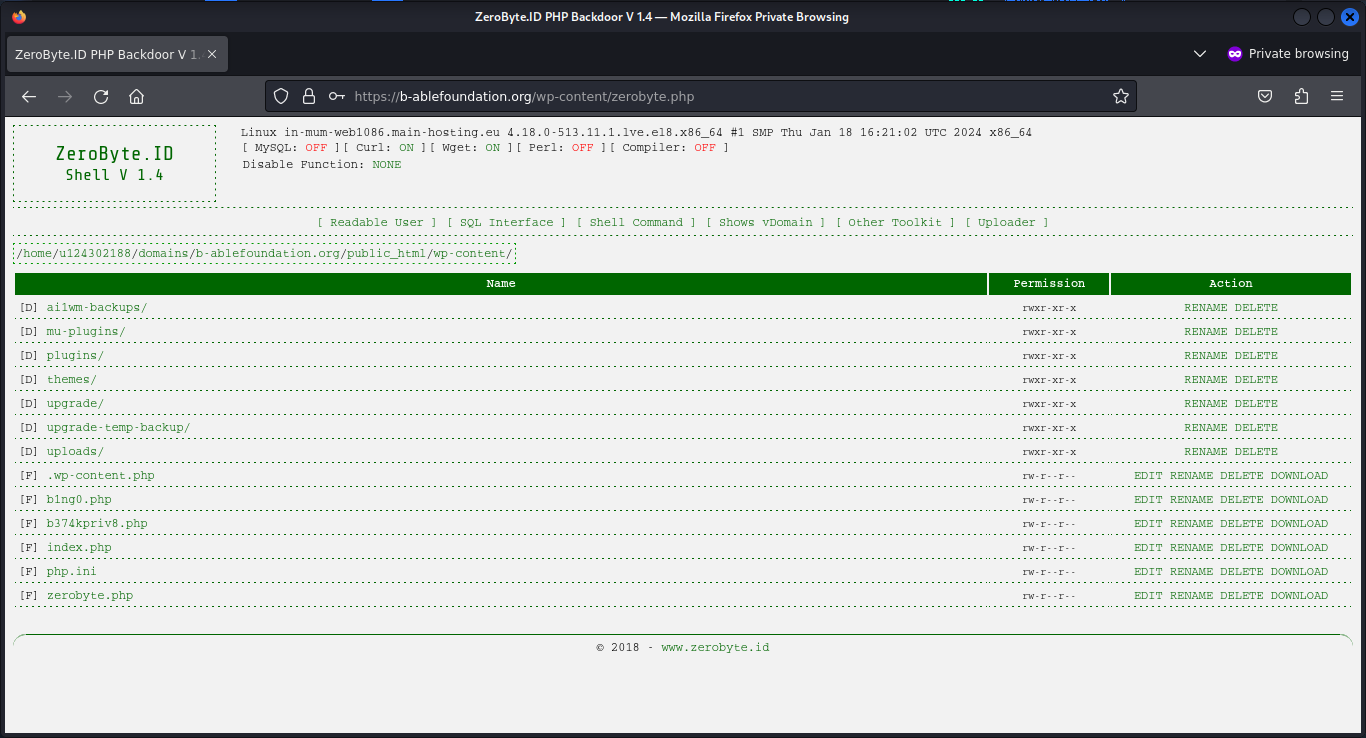 ZeroByte.ID PHP Backdoor V 1.4 — Mozilla Firefox Private Browsing
ZeroByte.ID PHP Backdoor V 1.
Private browsing
https://b-ablefoundation.org/wp-content/zerobyte.php
ZeroByte.ID
Shell V 1.4
Linux in-mum-web1086.main-hosting.eu 4.18.0-513.11.1.lve.el8.x86_64 #1 SMP Thu Jan 18 16:21:02 UTC 2024 x86_64
[ MySQL: OFF ][ Curl: ON ][ Wget: ON ][ Perl: OFF ][ Compiler: OFF ]
Disable Function: NONE
[ Readable User ] [ SQL Interface ] [ Shell Command ] [ Shows vDomain ] [ Other Toolkit ] [ Uploader ]
/home/u124302188/domains/b-ablefoundation.org/public_html/wp-content/
Name Permission Action
[D] ai1wm-backups/ rwxr-xr-x RENAME DELETE
[D] mu-plugins/ rwxr-xr-x RENAME DELETE
[D] plugins/ rwxr-xr-x RENAME DELETE
[D] themes/ rwxr-xr-x RENAME DELETE
[D] upgrade/ rwxr-xr-x RENAME DELETE
[D] upgrade-temp-backup/ rwxr-xr-x RENAME DELETE
[D] uploads/ rwxr-xr-x RENAME DELETE
[F] .wp-content.php rw-r--r-- EDIT RENAME DELETE DOWNLOAD
[F] b1ng0.php rw-r--r-- EDIT RENAME DELETE DOWNLOAD
[F] b374kpriv8.php rw-r--r-- EDIT RENAME DELETE DOWNLOAD
[F] index.php rw-r--r-- EDIT RENAME DELETE DOWNLOAD
[F] php.ini rw-r--r-- EDIT RENAME DELETE DOWNLOAD
[F] zerobyte.php rw-r--r-- EDIT RENAME DELETE DOWNLOAD
© 2018 - www.zerobyte.id